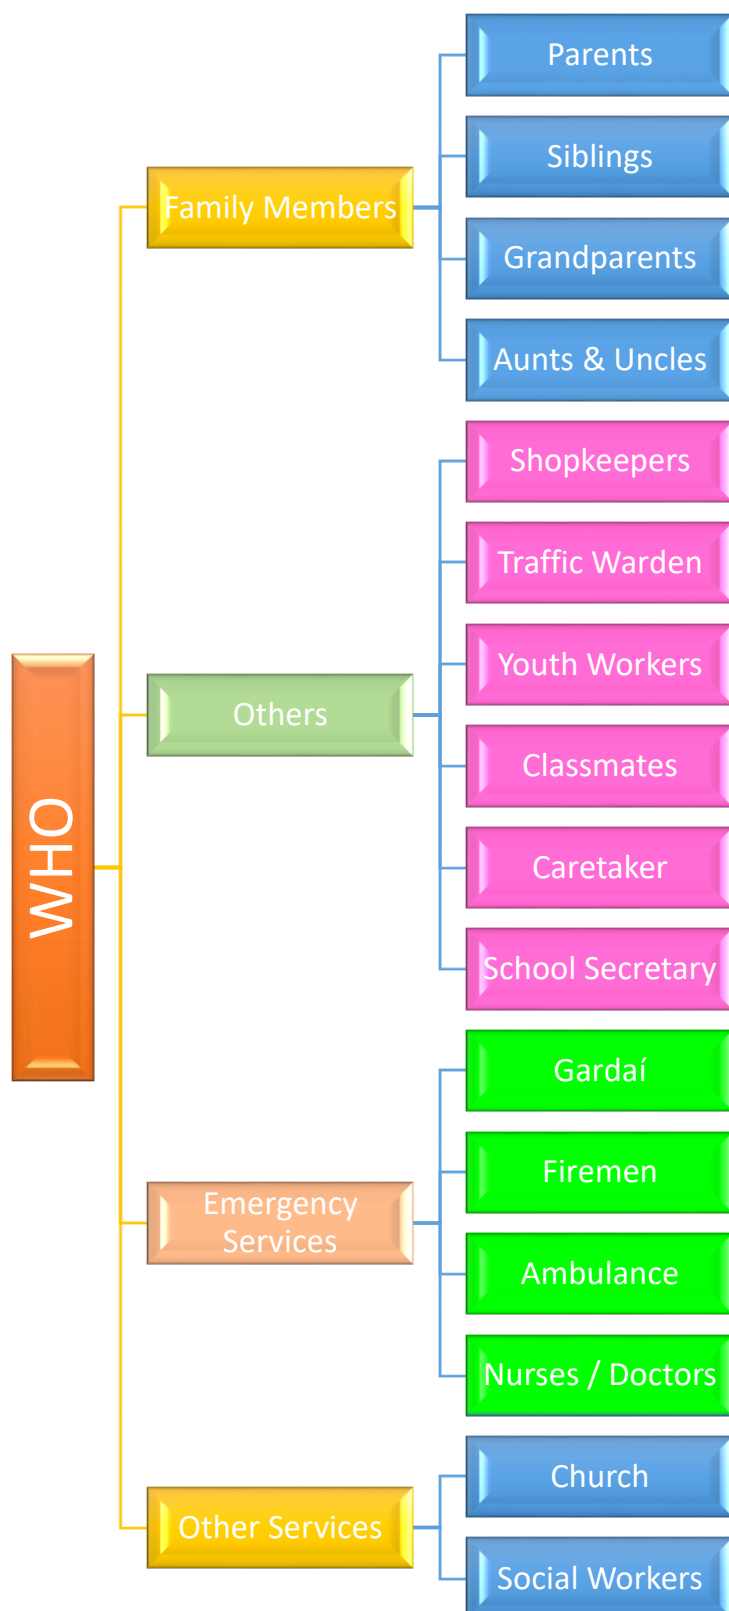 WHO
Family Members
Parents
Siblings
Grandparents
Aunts & Uncles
Others
Shopkeepers
Traffic Warden
Youth Workers
Classmates
Caretaker
School Secretary
Emergency
Services
Gardaí
Firemen
Ambulance
Nurses / Doctors
Other Services
Church
Social Workers